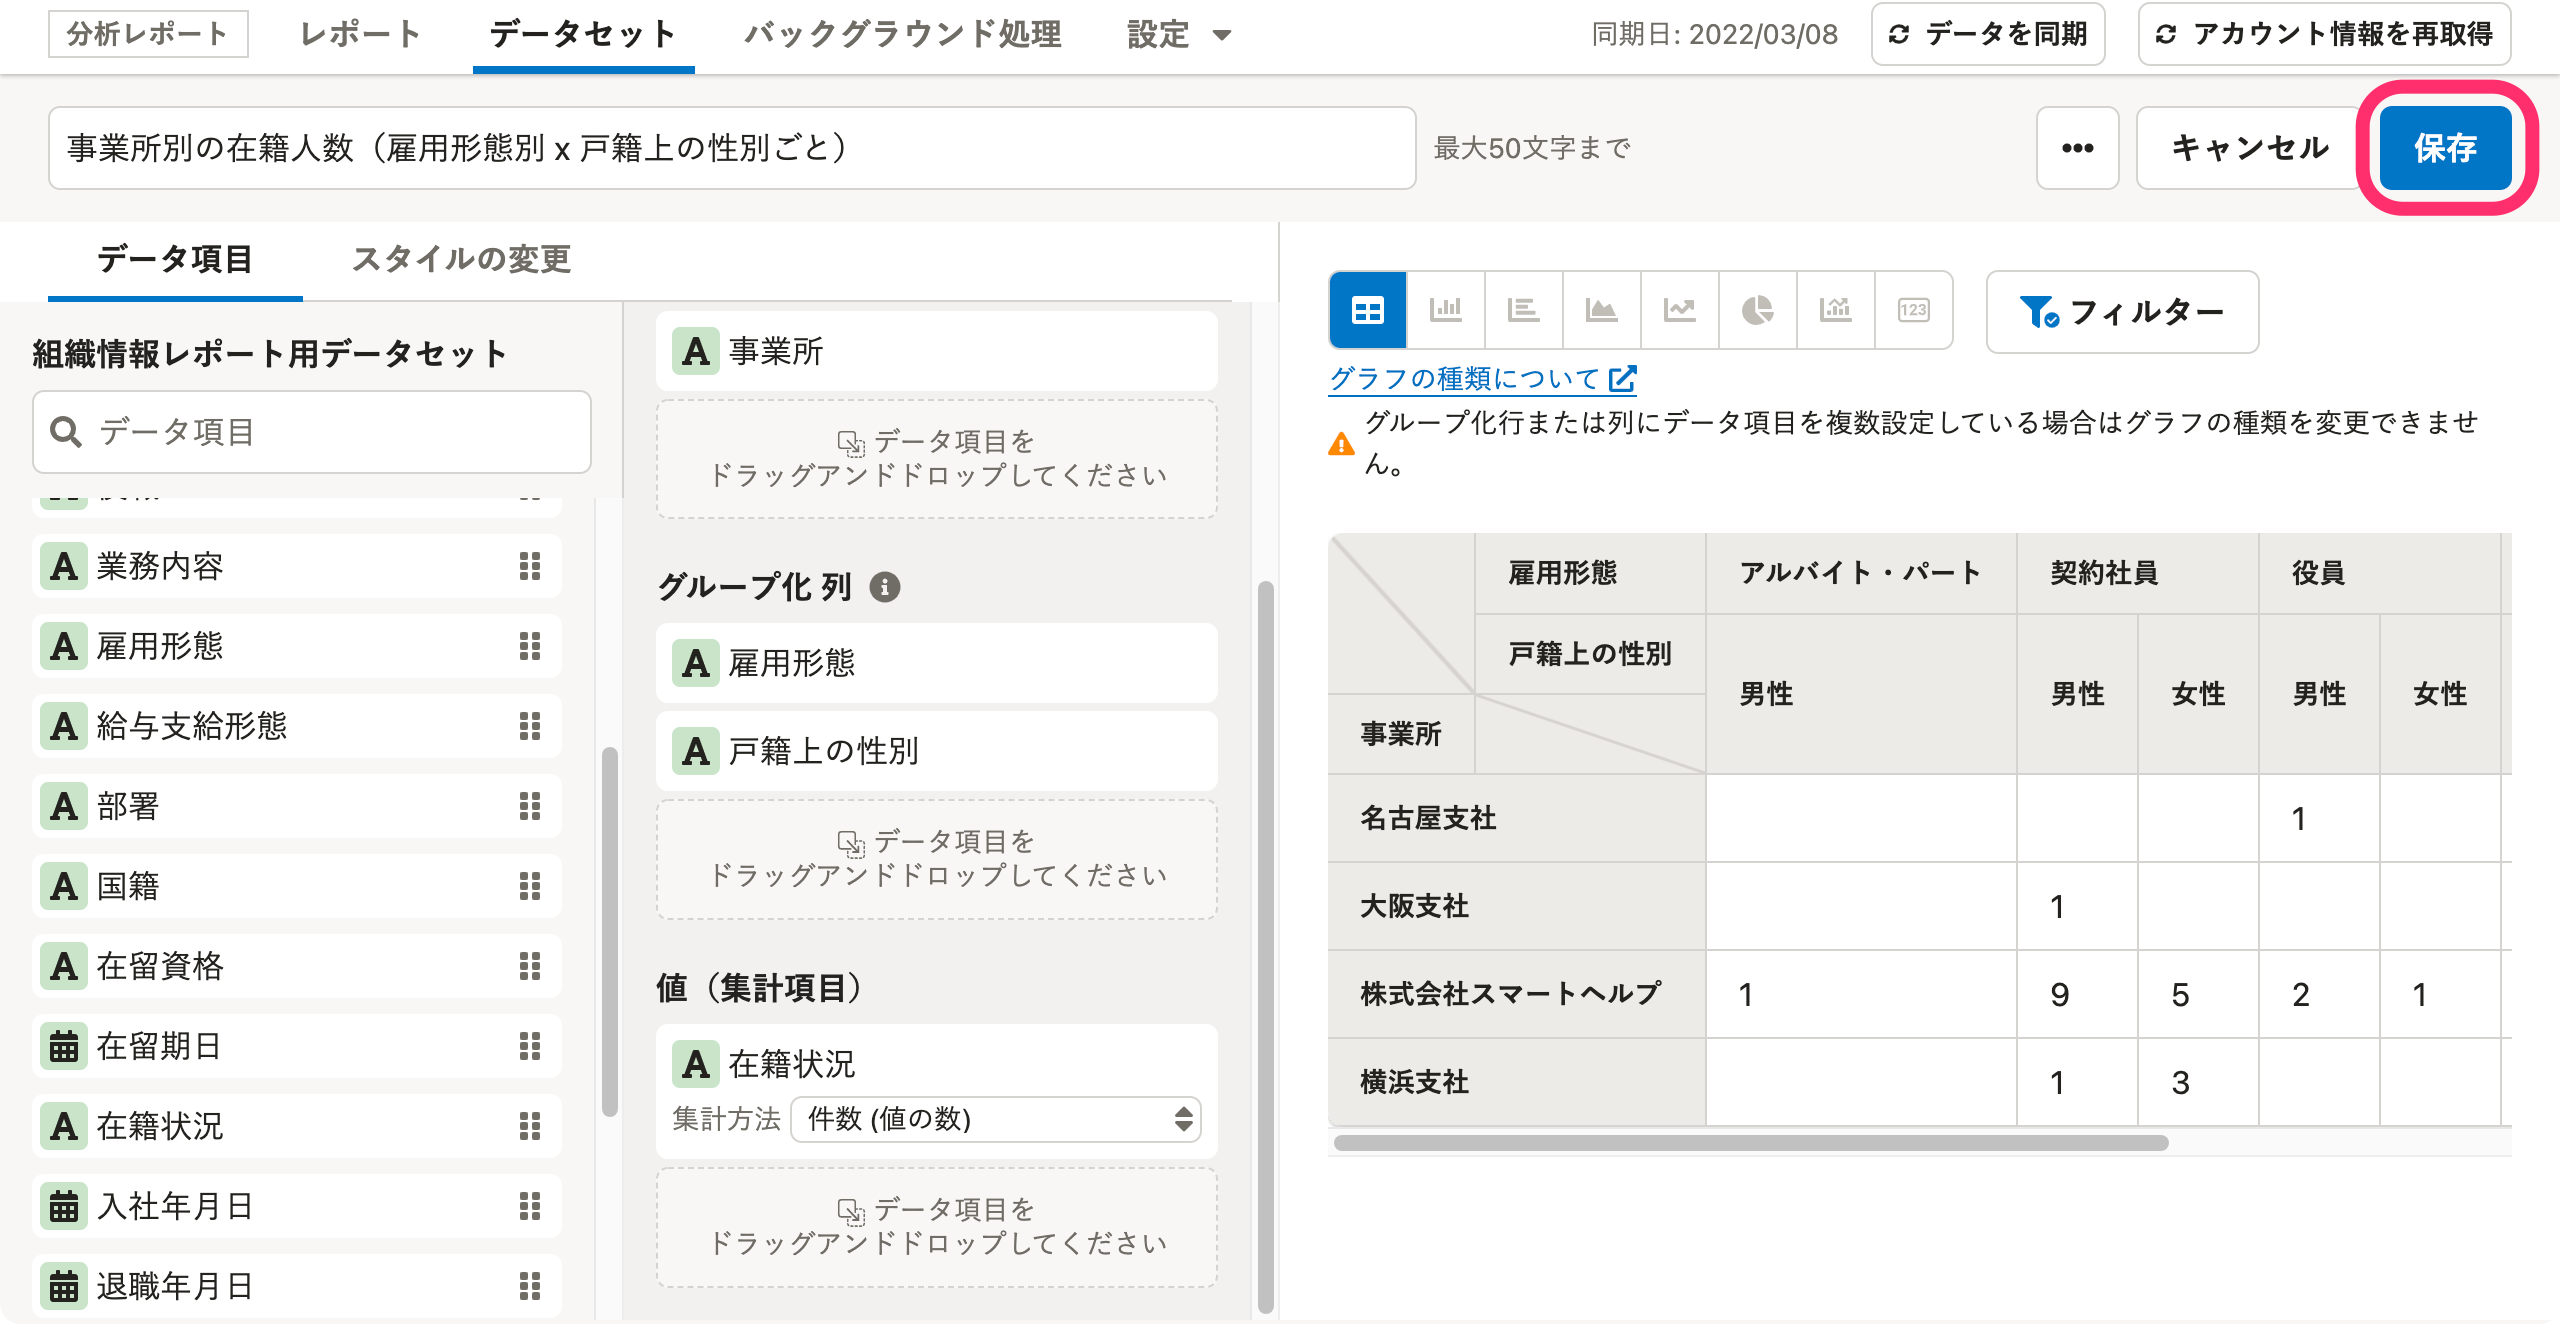 分析レポート レポート データセット バックグラウンド処理 設定 同期日: 2022/03/08 データを同期 アカウント情報を再取得
事業所別の在籍人数（雇用形態別 x 戸籍上の性別ごと） 最大50文字まで ••• キャンセル 保存
データ項目 スタイルの変更
組織情報レポート用データセット
データ項目
A 業務内容
A 雇用形態
A 給与支給形態
A 部署
A 国籍
A 在留資格
在留期日
A 在籍状況
入社年月日
退職年月日
A 事業所
データ項目を
ドラッグアンドドロップしてください
グループ化 列
A 雇用形態
A 戸籍上の性別
データ項目を
ドラッグアンドドロップしてください
値（集計項目）
A 在籍状況
集計方法 件数 (値の数)
データ項目を
ドラッグアンドドロップしてください
123
フィルター
グラフの種類について
グループ化行または列にデータ項目を複数設定している場合はグラフの種類を変更できませ
ん。
雇用形態 アルバイト・パート 契約社員 役員
戸籍上の性別
男性 男性 女性 男性 女性
事業所
名古屋支社 1
大阪支社 1
株式会社スマートヘルプ 1 9 5 2 1
横浜支社 1 3